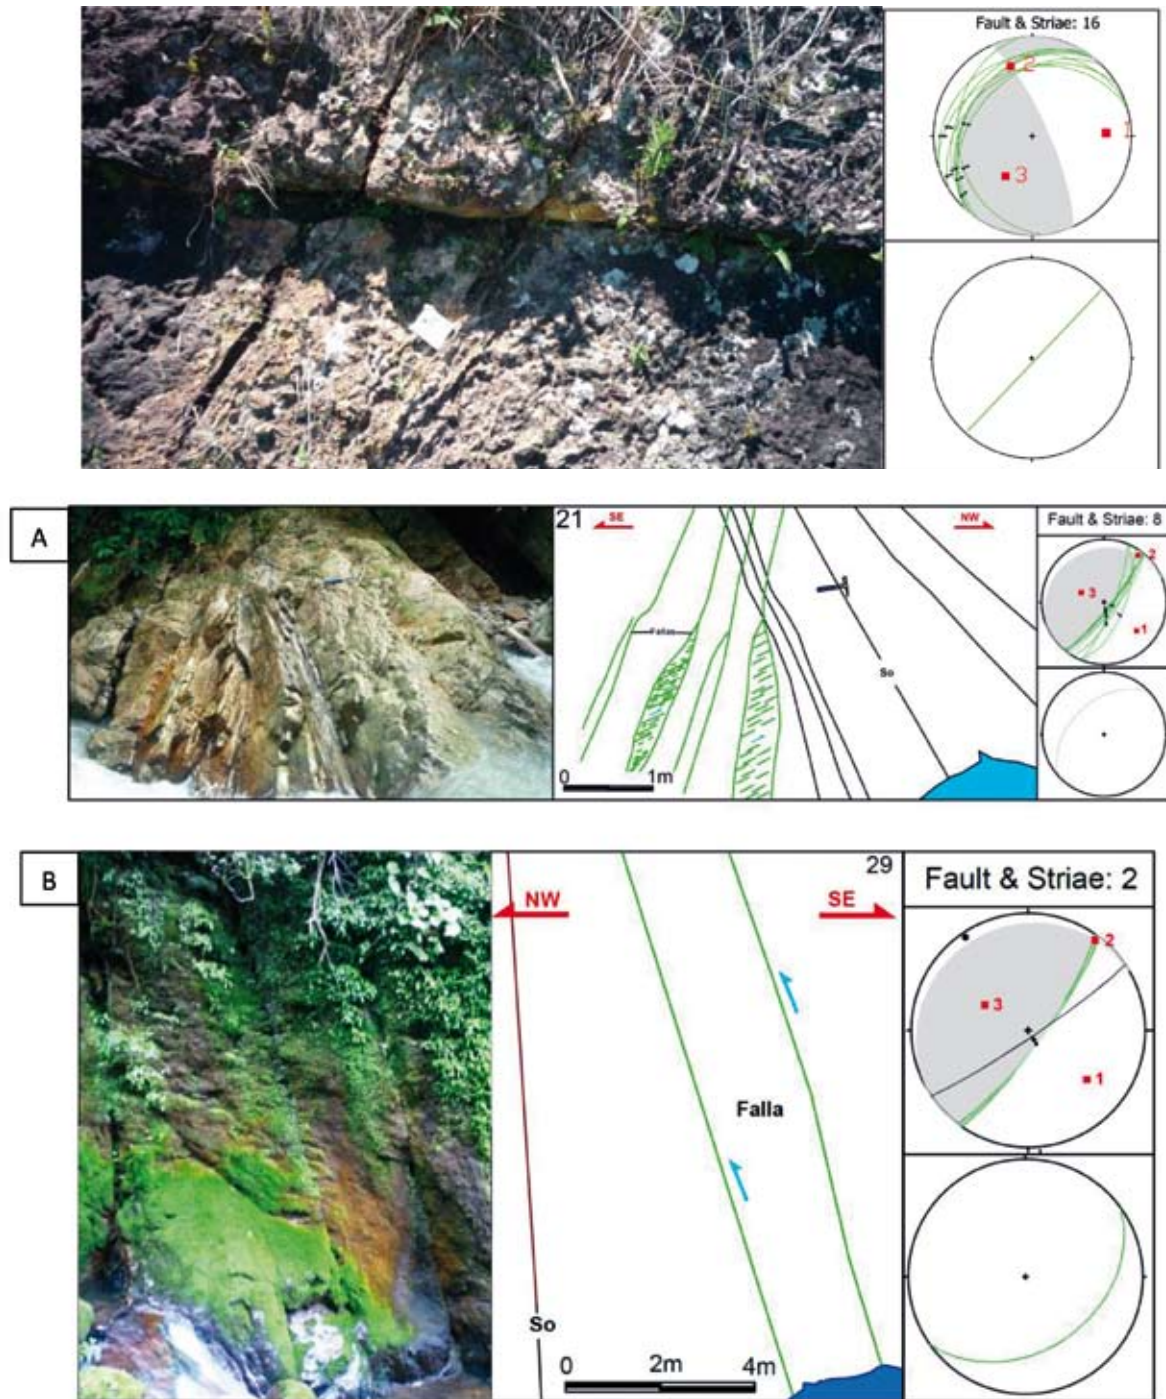 Fault & Striae: 16
2
1
3
A
21
SE
NW
Fault & Striae: 8
2
3
1
Fallas
So
0 1m
B
29
NW
SE
Fault & Striae: 2
2
3
1
Falla
So
0 2m 4m